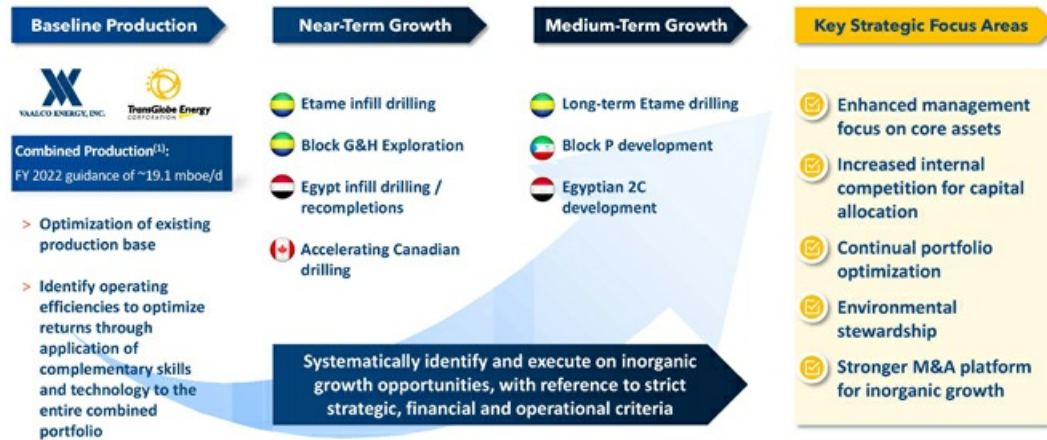 Baseline Production
VAALCO ENERGY, INC.
TransGlobe Energy
CORPORATION
Combined Production(1):
FY 2022 guidance of ~19.1 mboe/d
> Optimization of existing
production base
> Identify operating
efficiencies to optimize
returns through
application of
complementary skills
and technology to the
entire combined
portfolio
Near-Term Growth
Etame infill drilling
Block G&H Exploration
Egypt infill drilling /
recompletions
Accelerating Canadian
drilling
Medium-Term Growth
Long-term Etame drilling
Block P development
Egyptian 2C
development
Systematically identify and execute on inorganic
growth opportunities, with reference to strict
strategic, financial and operational criteria
Key Strategic Focus Areas
Enhanced management
focus on core assets
Increased internal
competition for capital
allocation
Continual portfolio
optimization
Environmental
stewardship
Stronger M&A platform
for inorganic growth